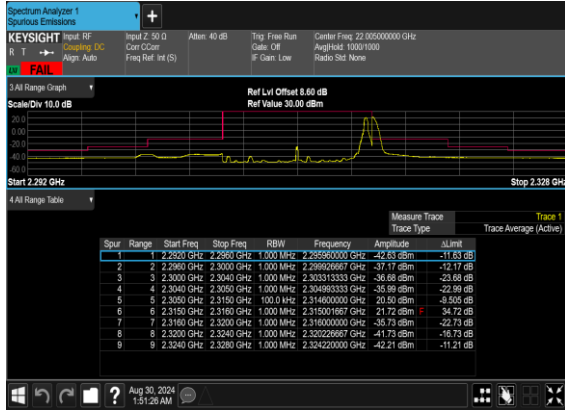 Spectrum Analyzer 1
Spurious Emissions
KEYSIGHT Input: RF Input Z: 50 Ω Atten: 40 dB Trig: Free Run Center Freq: 22.005000000 GHz
R T Coupling: DC Corr CCorr Gate: Off Avg|Hold: 1000/1000
Align: Auto Freq Ref: Int (S) IF Gain: Low Radio Std: None
FAIL
3 All Range Graph
Ref Lvl Offset 8.60 dB
Scale/Div 10.0 dB Ref Value 30.00 dBm
20.0
0.00
-20.0
-40.0
-60.0
Start 2.292 GHz Stop 2.328 GHz
4 All Range Table
Measure Trace Trace 1
Trace Type Trace Average (Active)
Spur Range Start Freq Stop Freq RBW Frequency Amplitude ΔLimit
1 1 2.2920 GHz 2.2960 GHz 1.000 MHz 2.295960000 GHz -42.63 dBm -11.63 dB
2 2 2.2960 GHz 2.3000 GHz 1.000 MHz 2.299926667 GHz -37.17 dBm -12.17 dB
3 3 2.3000 GHz 2.3040 GHz 1.000 MHz 2.303313333 GHz -36.68 dBm -23.68 dB
4 4 2.3040 GHz 2.3050 GHz 1.000 MHz 2.304993333 GHz -35.99 dBm -22.99 dB
5 5 2.3050 GHz 2.3150 GHz 100.0 kHz 2.314600000 GHz 20.50 dBm -9.505 dB
6 6 2.3150 GHz 2.3160 GHz 1.000 MHz 2.315001667 GHz 21.72 dBm F 34.72 dB
7 7 2.3160 GHz 2.3200 GHz 1.000 MHz 2.316000000 GHz -35.73 dBm -22.73 dB
8 8 2.3200 GHz 2.3240 GHz 1.000 MHz 2.320226667 GHz -41.73 dBm -16.73 dB
9 9 2.3240 GHz 2.3280 GHz 1.000 MHz 2.324220000 GHz -42.21 dBm -11.21 dB
Aug 30, 2024
1:51:26 AM